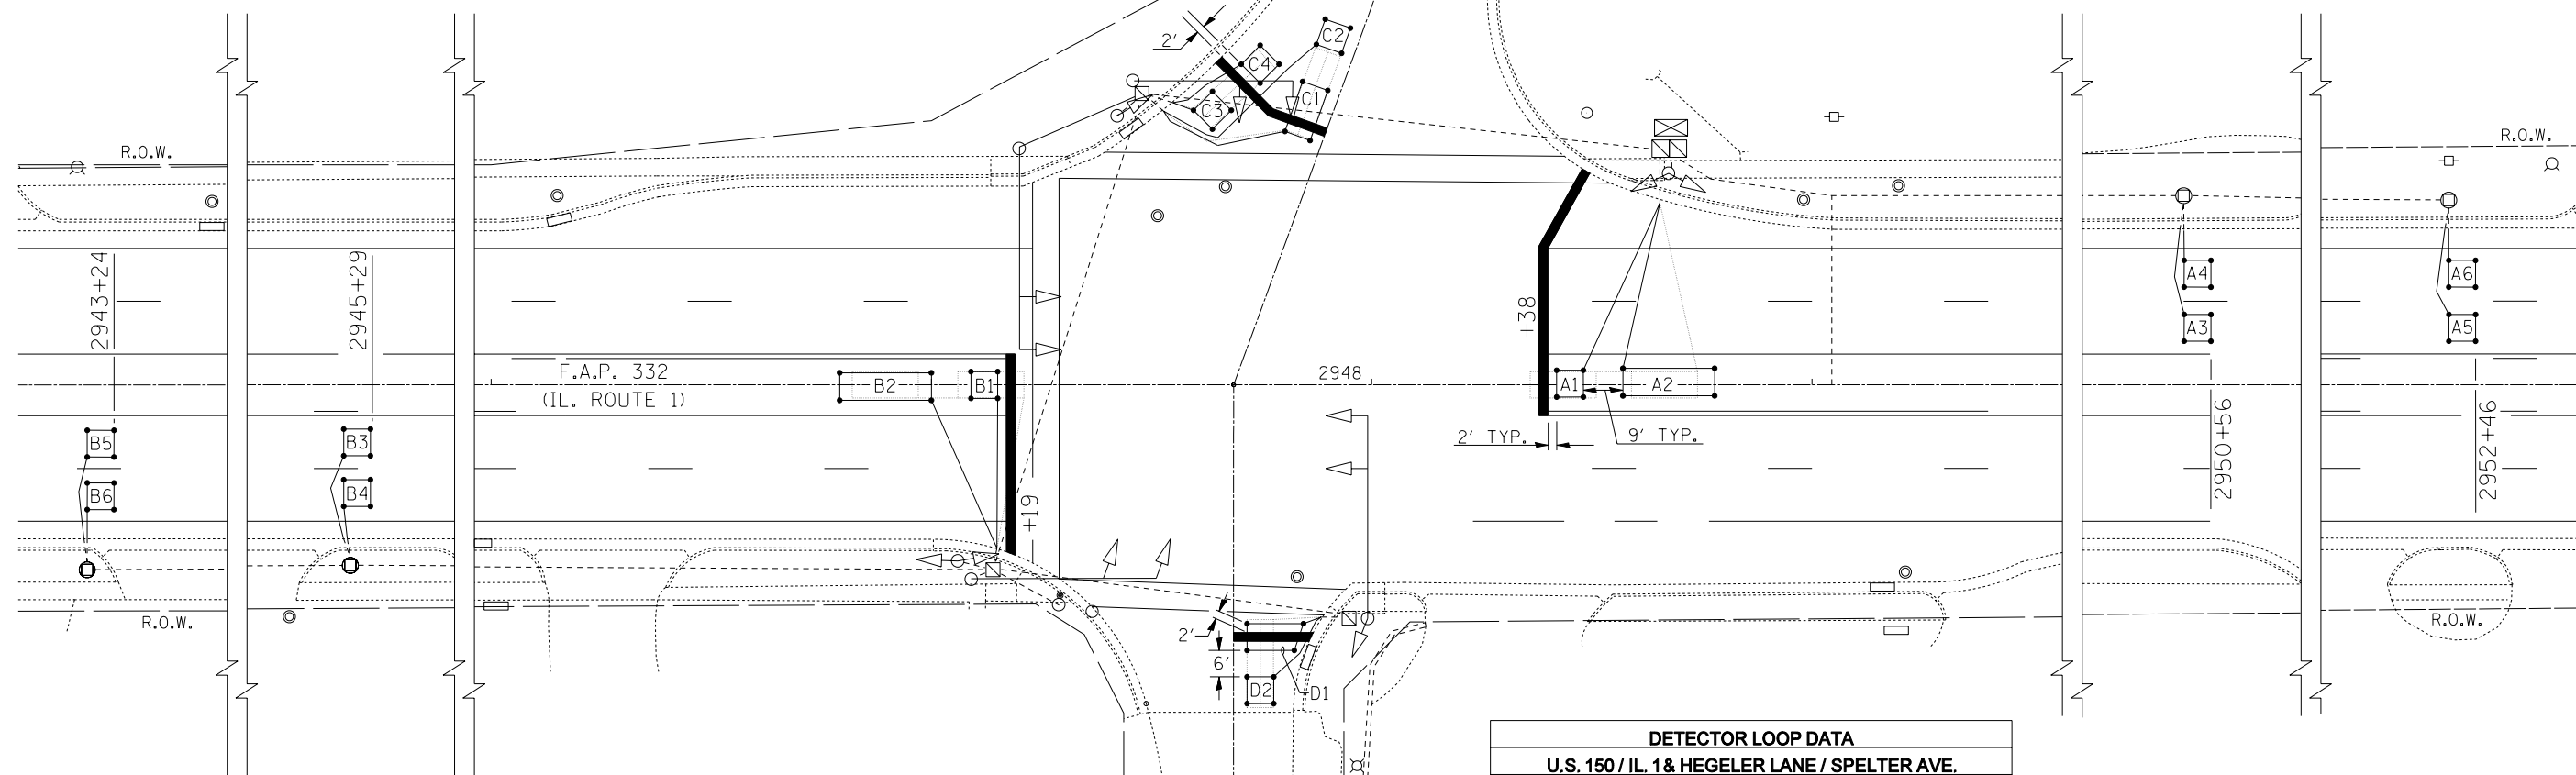 2'
C2
C4
C1
C3
R.O.W.
R.O.W.
2943+24
2945+29
+38
A4
A6
A3
A5
F.A.P. 332
(IL. ROUTE 1)
B2
B1
2948
A1
A2
2' TYP.
9' TYP.
B5
B3
B6
B4
+19
2950+56
2952+46
R.O.W.
2'
6'
D2
D1
R.O.W.
DETECTOR LOOP DATA
U.S. 150 / IL. 1 & HEGELER LANE / SPELTER AVE.